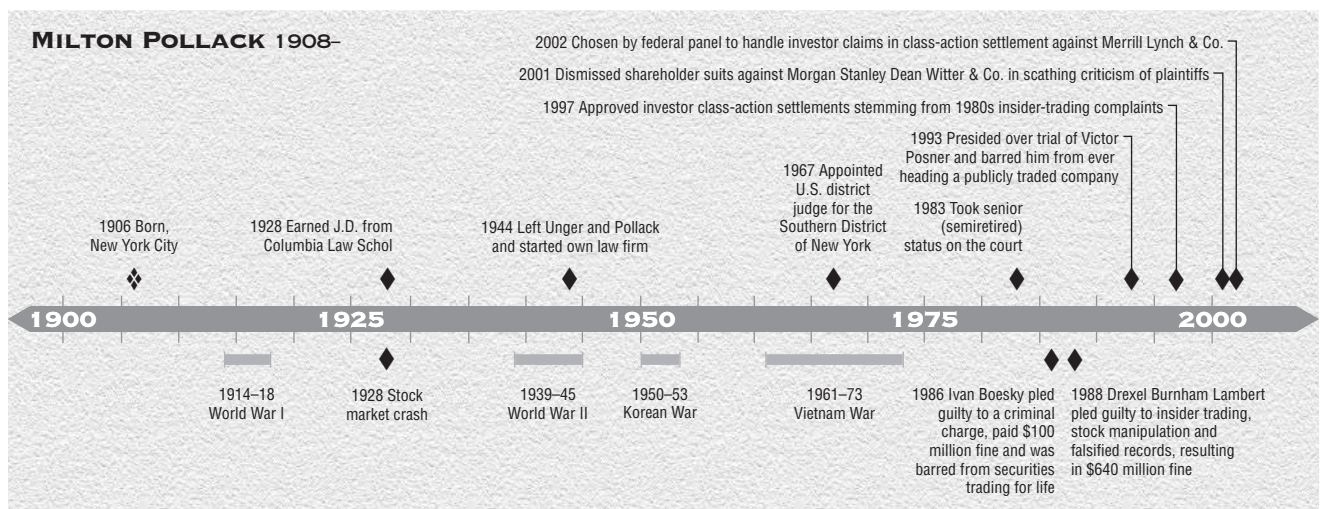 MILTON POLLACK 1908–
2002 Chosen by federal panel to handle investor claims in class-action settlement against Merrill Lynch & Co.
2001 Dismissed shareholder suits against Morgan Stanley Dean Witter & Co. in scathing criticism of plaintiffs
1997 Approved investor class-action settlements stemming from 1980s insider-trading complaints
1993 Presided over trial of Victor
Posner and barred him from ever
heading a publicly traded company
1967 Appointed
U.S. district
judge for the
Southern District
of New York
1983 Took senior
(semiretired)
status on the court
1906 Born,
New York City
1928 Earned J.D. from
Columbia Law Schol
1944 Left Unger and Pollack
and started own law firm
1900
1925
1950
1975
2000
1914–18
World War I
1928 Stock
market crash
1939–45
World War II
1950–53
Korean War
1961–73
Vietnam War
1986 Ivan Boesky pled
guilty to a criminal
charge, paid $100
million fine and was
barred from securities
trading for life
1988 Drexel Burnham Lambert
pled guilty to insider trading,
stock manipulation and
falsified records, resulting
in $640 million fine